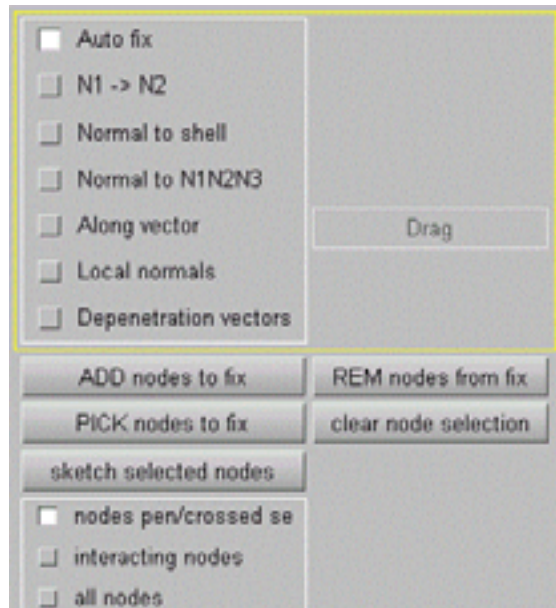 Auto fix
N1 -> N2
Normal to shell
Normal to N1N2N3
Along vector
Drag
Local normals
Depenetration vectors
ADD nodes to fix
REM nodes from fix
PICK nodes to fix
clear node selection
sketch selected nodes
nodes pen/crossed se
interacting nodes
all nodes